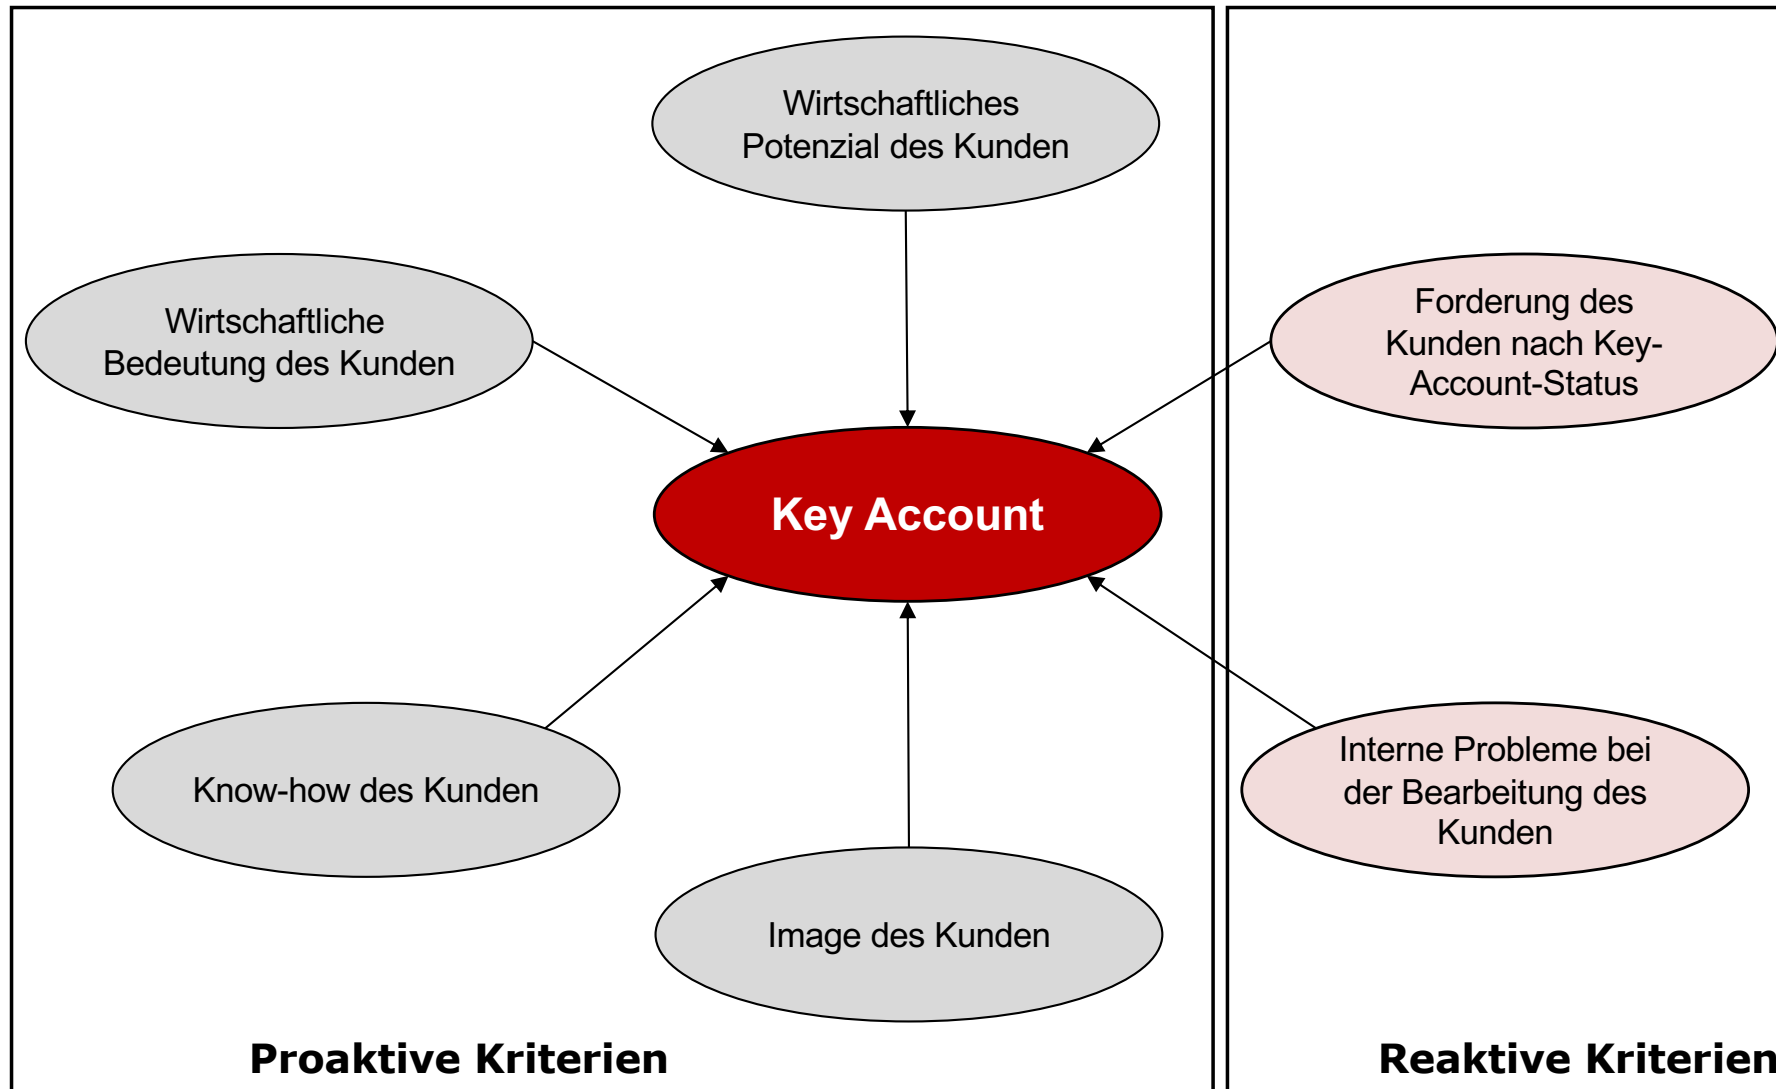 Wirtschaftliches
Potenzial des Kunden
Wirtschaftliche
Bedeutung des Kunden
Forderung des
Kunden nach Key-
Account-Status
Key Account
Know-how des Kunden
Interne Probleme bei
der Bearbeitung des
Kunden
Image des Kunden
Proaktive Kriterien
Reaktive Kriterien